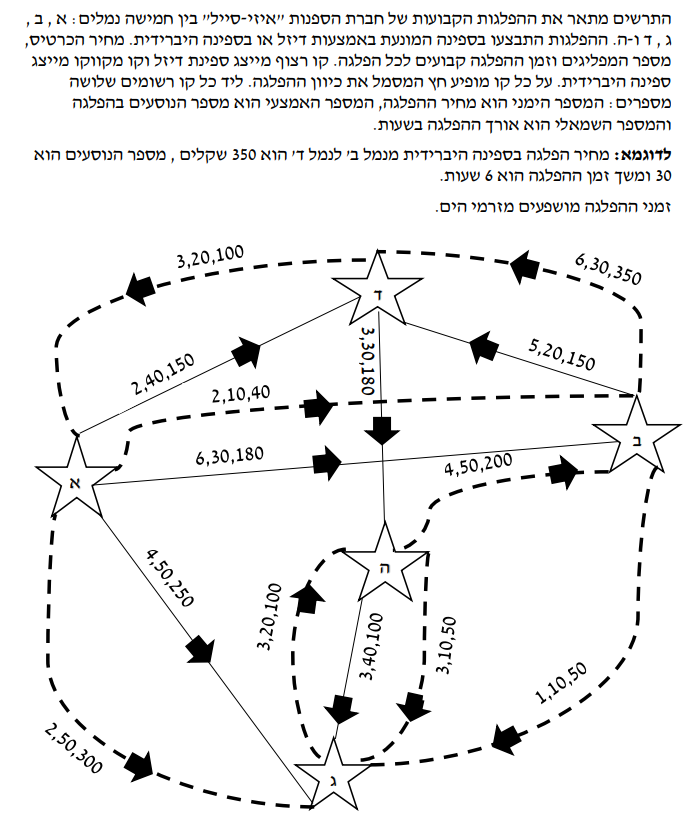 התרשים מתאר את ההפלגות הקבועות של חברת הספנות "איזי-סייל" בין חמישה נמלים: א , ב ,
ג , ד ו-ה. ההפלגות התבצעו בספינה המונעת באמצעות דיזל או בספינה היברידית. מחיר הכרטיס,
מספר המפליגים וזמן ההפלגה קבועים לכל הפלגה. קו רצוף מייצג ספינת דיזל וקו מקווקו מייצג
ספינה היברידית. על כל קו מופיע חץ המסמל את כיוון ההפלגה. ליד כל קו רשומים שלושה
מספרים: המספר הימני הוא מחיר ההפלגה, המספר האמצעי הוא מספר הנוסעים בהפלגה
והמספר השמאלי הוא אורך ההפלגה בשעות.
לדוגמא: מחיר הפלגה בספינה היברידית מנמל ב' לנמל ד' הוא 350 שקלים , מספר הנוסעים הוא
30 ומשך זמן ההפלגה הוא 6 שעות.
זמני ההפלגה מושפעים מזרמי הים.
3,20,100
6,30,350
ד
3,30,180
5,20,150
2,40,150
2,10,40
ב
6,30,180
4,50,200
א
ה
4,50,250
3,20,100
3,40,100
3,10,50
1,10,50
2,50,300
ג